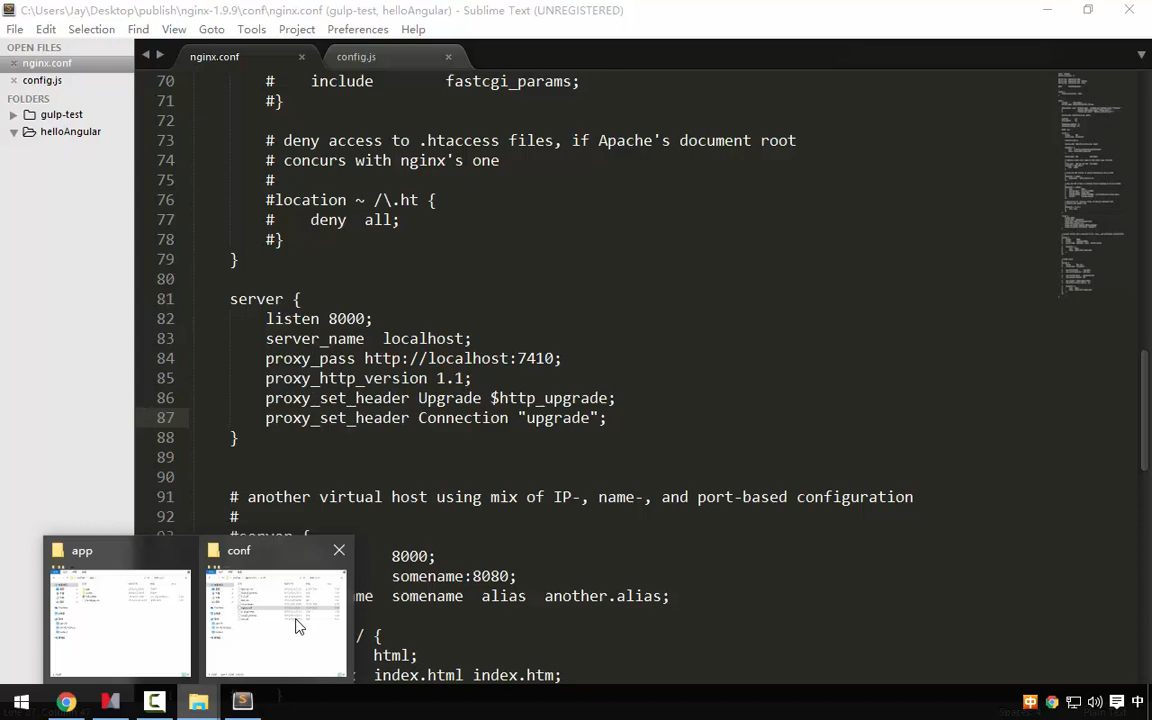 C:\Users\Jay\Desktop\publish\nginx-1.9.9\conf\nginx.conf (gulp-test, helloAngular) - Sublime Text (UNREGISTERED)
File Edit Selection Find View Goto Tools Project Preferences Help
OPEN FILES
nginx.conf
config.js
FOLDERS
gulp-test
helloAngular
nginx.conf
config.js
70 # include fastcgi_params;
71 #}
72
73 # deny access to .htaccess files, if Apache's document root
74 # concurs with nginx's one
75 #
76 #location ~ /\.ht {
77 # deny all;
78 #}
79 }
80
81 server {
82 listen 8000;
83 server_name localhost;
84 proxy_pass http://localhost:7410;
85 proxy_http_version 1.1;
86 proxy_set_header Upgrade $http_upgrade;
87 proxy_set_header Connection "upgrade";
88 }
89
90
91 # another virtual host using mix of IP-, name-, and port-based configuration
92 #
93 #server {
8000;
somename:8080;
me somename alias another.alias;
/ {
html;
index.html index.htm;
app
conf
中
中